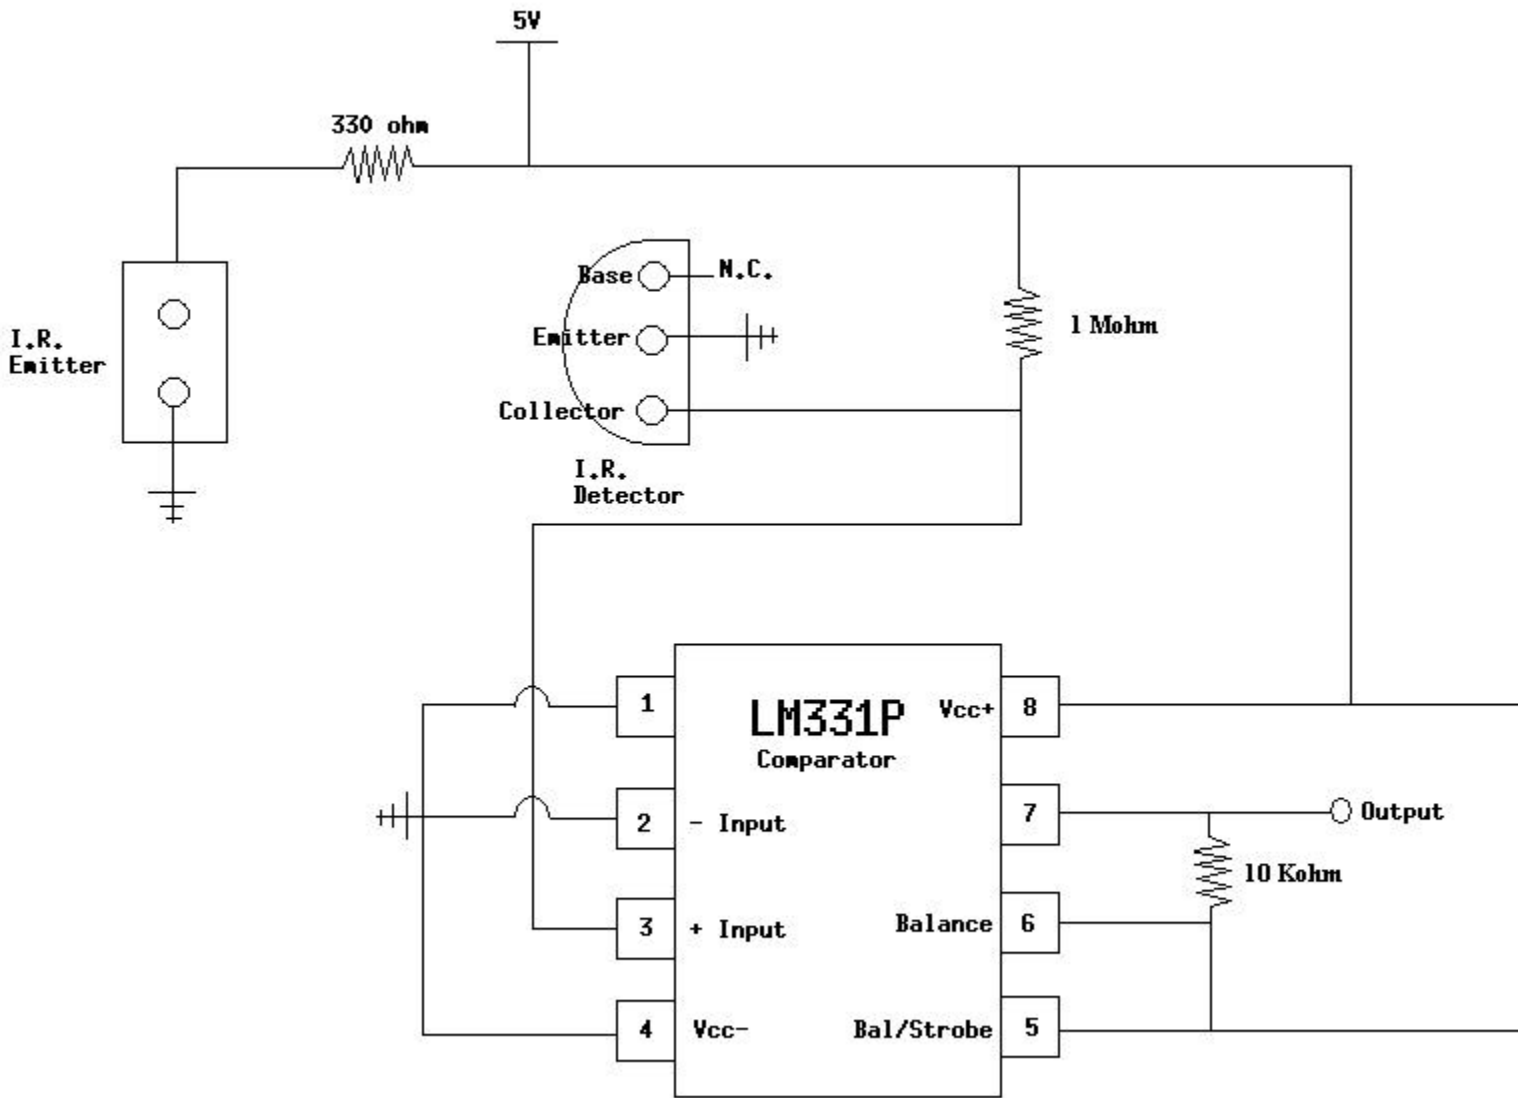 5V
330 ohm
Base
N.C.
Emitter
1 Mohm
I.R.
Emitter
Collector
I.R.
Detector
1
LM331P
Vcc+
8
Comparator
2
- Input
7
Output
10 Kohm
3
+ Input
Balance
6
4
Vcc-
Bal/Strobe
5